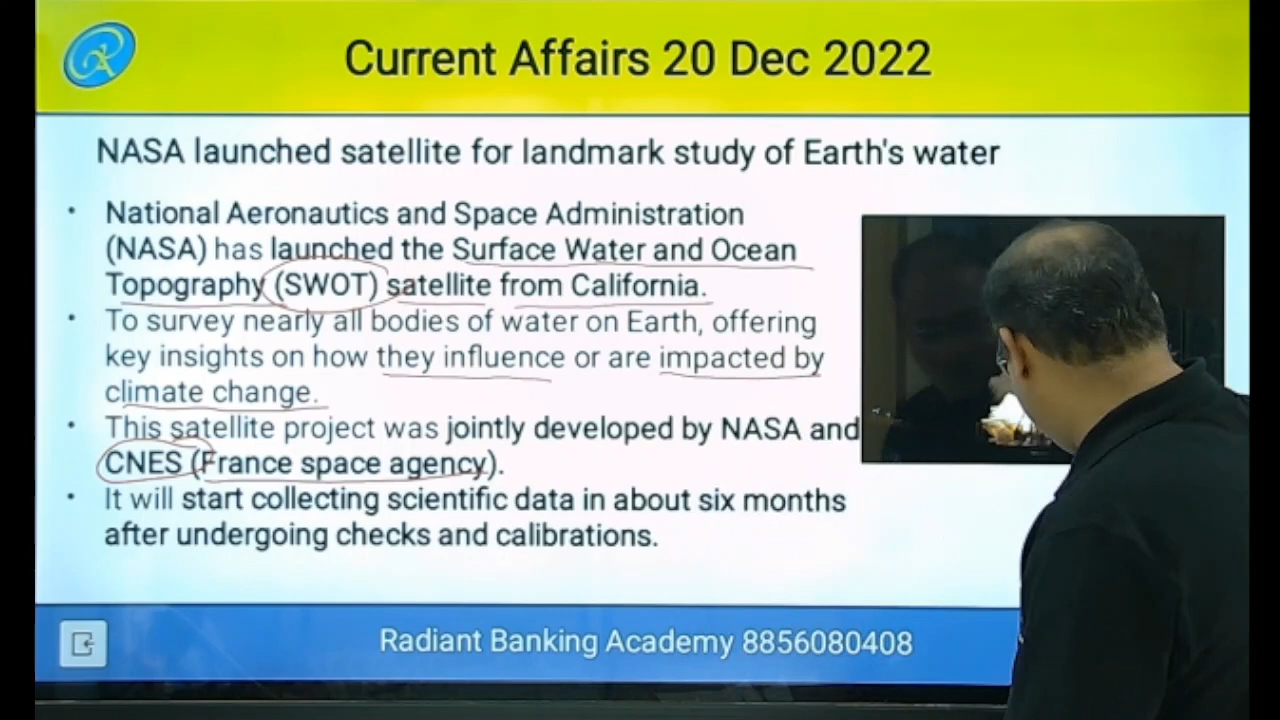 Current Affairs 20 Dec 2022
NASA launched satellite for landmark study of Earth's water
• National Aeronautics and Space Administration
(NASA) has launched the Surface Water and Ocean
Topography (SWOT) satellite from California.
• To survey nearly all bodies of water on Earth, offering
key insights on how they influence or are impacted by
climate change.
• This satellite project was jointly developed by NASA and
CNES (France space agency).
• It will start collecting scientific data in about six months
after undergoing checks and calibrations.
Radiant Banking Academy 8856080408